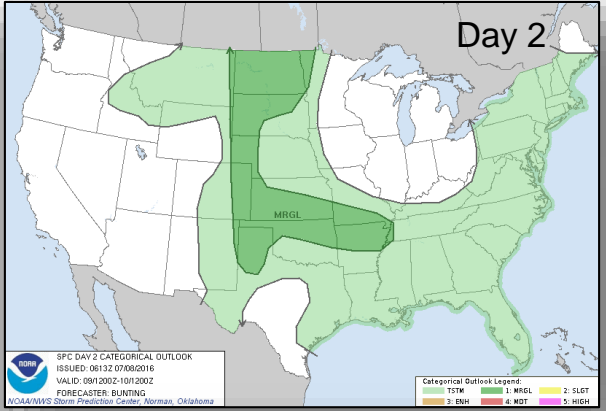 Day 2
MRGL
NOAA
SPC DAY 2 CATEGORICAL OUTLOOK
ISSUED: 0613Z 07/08/2016
VALID: 09/1200Z-10/1200Z
FORECASTER: BUNTING
NOAA/NWS Storm Prediction Center, Norman, Oklahoma
Categorical Outlook Legend:
TSTM 1: MRGL 2: SLGT
3: ENH 4: MDT 5: HIGH